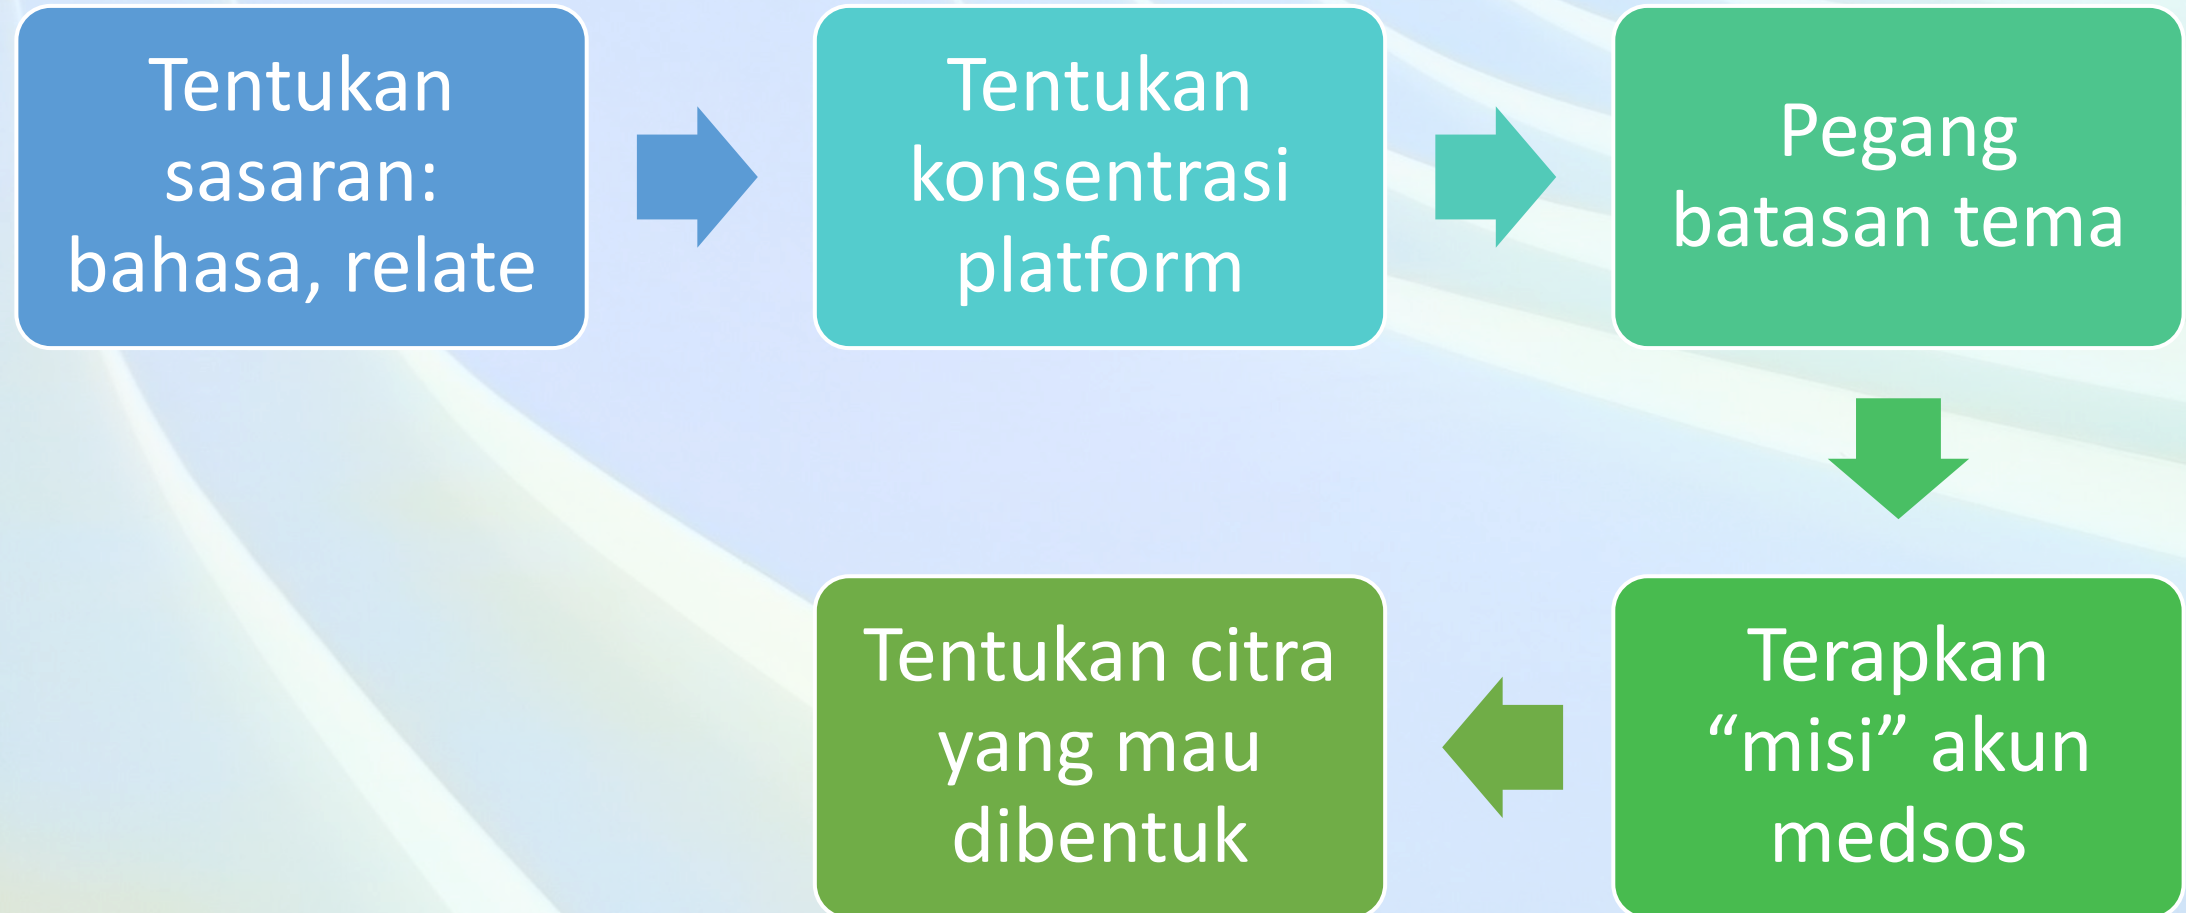 Tentukan
sasaran:
bahasa, relate
Tentukan
konsentrasi
platform
Pegang
batasan tema
Terapkan
“misi” akun
medsos
Tentukan citra
yang mau
dibentuk